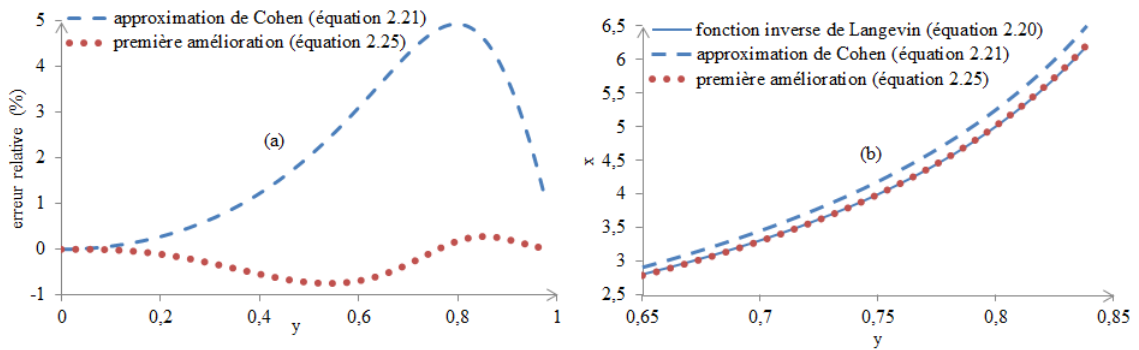 approximation de Cohen (équation 2.21)
première amélioration (équation 2.25)
erreur relative (%)
5
4
3
2
1
0
-1
(a)
0
0,2
0,4
0,6
0,8
1
y
fonction inverse de Langevin (équation 2.20)
approximation de Cohen (équation 2.21)
première amélioration (équation 2.25)
x
6,5
6
5,5
5
4,5
4
3,5
3
2,5
(b)
0,65
0,7
0,75
0,8
0,85
y